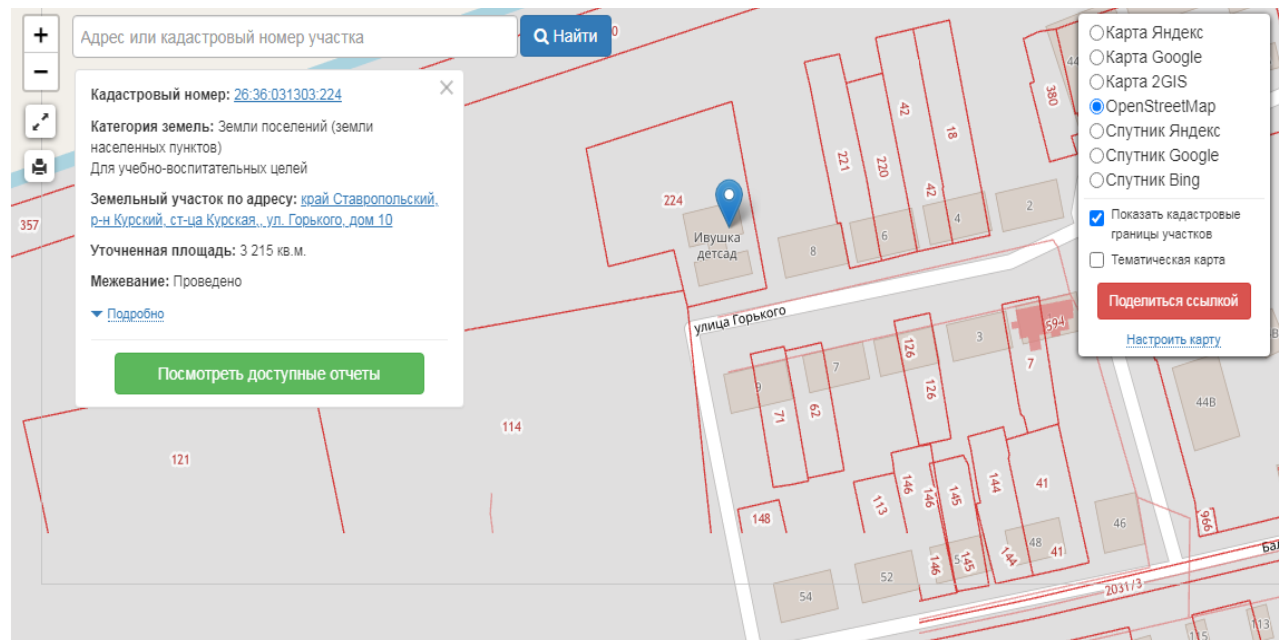 +
−
Адрес или кадастровый номер участка
Найти
0
Кадастровый номер: 26:36:031303:224
×
Категория земель: Земли поселений (земли
населенных пунктов)
Для учебно-воспитательных целей
Земельный участок по адресу: край Ставропольский,
р-н Курский, ст-ца Курская,, ул. Горького, дом 10
Уточненная площадь: 3 215 кв.м.
Межевание: Проведено
Подробно
Посмотреть доступные отчеты
Карта Яндекс
Карта Google
Карта 2GIS
OpenStreetMap
Спутник Яндекс
Спутник Google
Спутник Bing
Показать кадастровые
границы участков
Тематическая карта
Поделиться ссылкой
Настроить карту
44
380
42
18
221
220
42
224
2
4
6
8
Ивушка
детсад
357
улица Горького
594
3
126
7
7
9
126
71
62
44В
114
121
146
146
145
144
41
113
148
966
46
48
41
144
145
146
52
54
Бал
2031/3
113
115